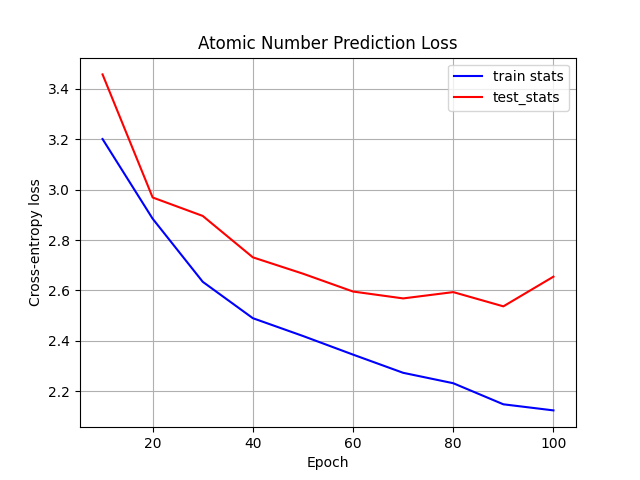 Atomic Number Prediction Loss
train stats
test_stats
Cross-entropy loss
3.4
3.2
3.0
2.8
2.6
2.4
2.2
20 40 60 80 100
Epoch